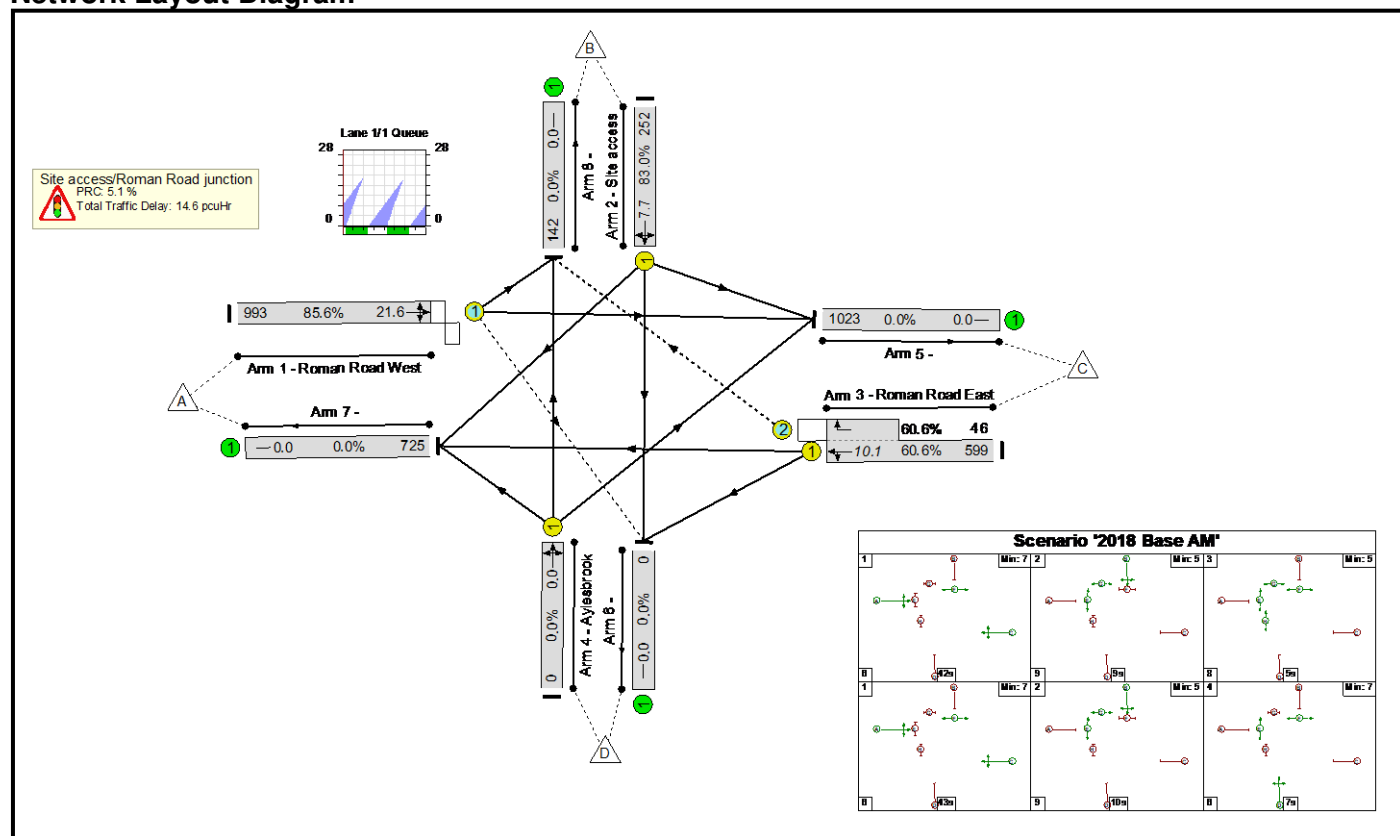 Network Layout Diagram
B
1
Lane 1/1 Queue
28 28
0 0
Site access/Roman Road junction
PRC: 5.1 %
Total Traffic Delay: 14.6 pcuHr
142 0.0% 0.0
Arm 8 -
Arm 2 - Site access
7.7 83.0% 252
1
993 85.6% 21.6
1
Arm 1 - Roman Road West
1023 0.0% 0.0
1
Arm 5 -
A
C
Arm 7 -
Arm 3 - Roman Road East
1
0.0 0.0% 725
2
60.6% 46
1
10.1 60.6% 599
1
0 0.0% 0.0
Arm 4 - Aylesbrook
Arm 6 -
0.0 0.0% 0
1
D
Scenario '2018 Base AM'
1 Min: 7 2 Min: 5 3 Min: 5
8 42s 9 9s 8 5s
1 Min: 7 2 Min: 5 4 Min: 7
8 43s 9 10s 8 7s